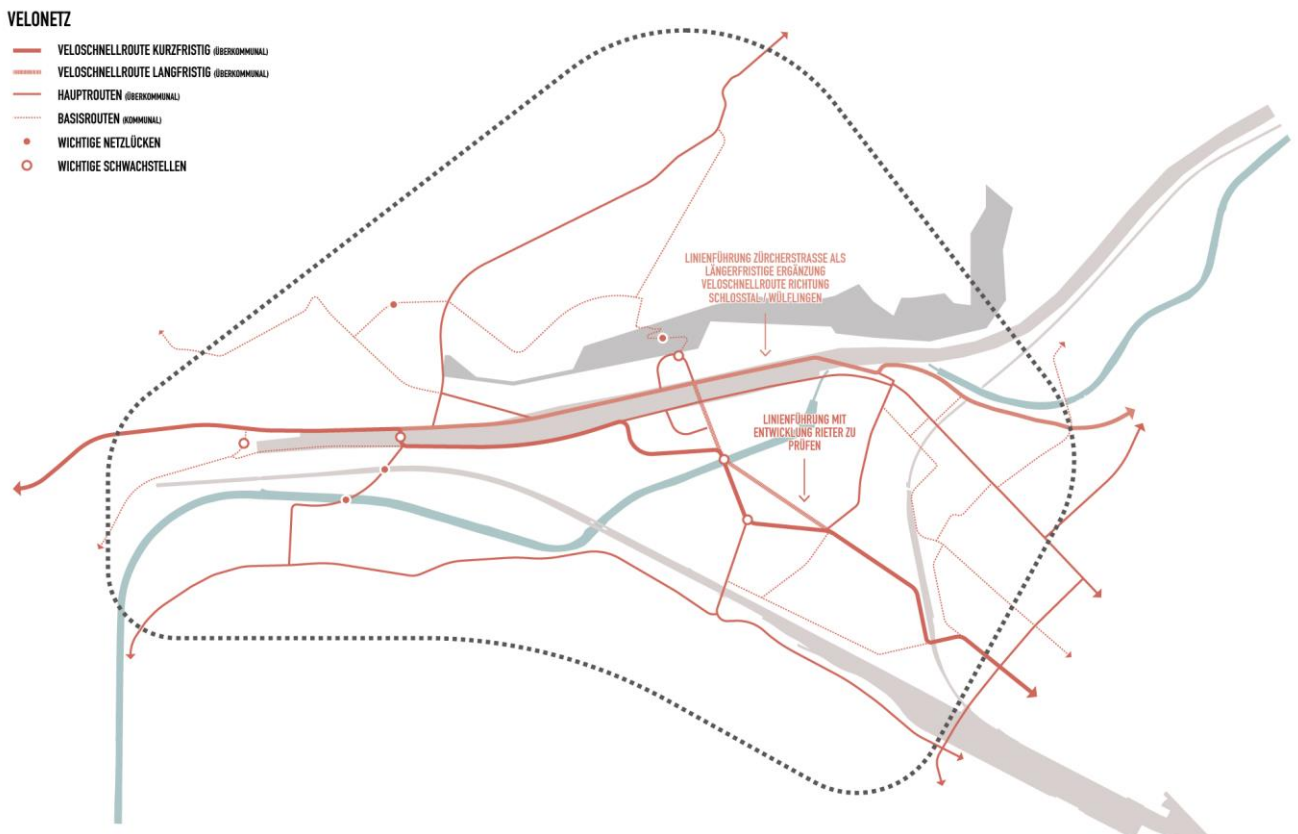 VELONETZ
VELOSCHNELLROUTE KURZFRISTIG (ÜBERKOMMUNAL)
VELOSCHNELLROUTE LANGFRISTIG (ÜBERKOMMUNAL)
HAUPTROUTEN (ÜBERKOMMUNAL)
BASISROUTEN (KOMMUNAL)
WICHTIGE NETZLÜCKEN
WICHTIGE SCHWACHSTELLEN
LINIENFÜHRUNG ZÜRCHERSTRASSE ALS
LÄNGERFRISTIGE ERGÄNZUNG
VELOSCHNELLROUTE RICHTUNG
SCHLOSSTAL / WÜLFLINGEN
LINIENFÜHRUNG MIT
ENTWICKLUNG RIETER ZU
PRÜFEN